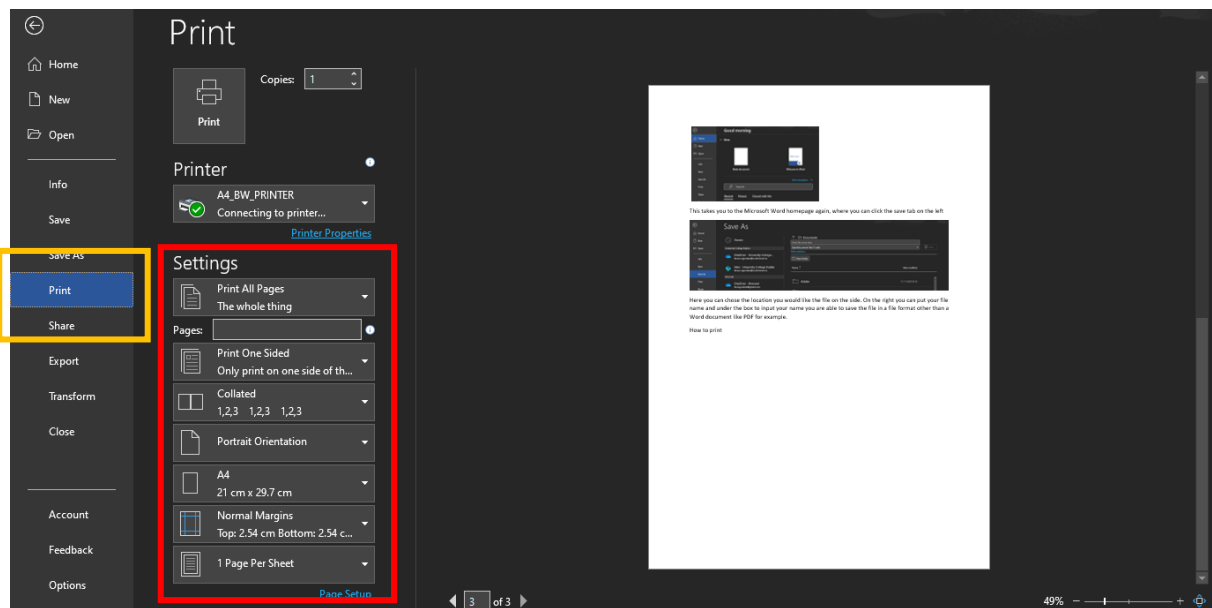 Print
Home
New
Open
Info
Save
Save As
Print
Share
Export
Transform
Close
Account
Feedback
Options
Copies: 1
Print
Printer
A4_BW_PRINTER
Connecting to printer...
Printer Properties
Settings
Print All Pages
The whole thing
Pages:
Print One Sided
Only print on one side of th...
Collated
1,2,3 1,2,3 1,2,3
Portrait Orientation
A4
21 cm x 29.7 cm
Normal Margins
Top: 2.54 cm Bottom: 2.54 c...
1 Page Per Sheet
Page Setup
Good morning
This takes you to the Microsoft Word homepage again, where you can click the save tab on the left
Save As
Here you can chose the location you would like the file on the side. On the right you can put your file
name and under the box to input your name you are able to save the file in a file format other than a
Word document like PDF for example.
How to print
3 of 3
49%